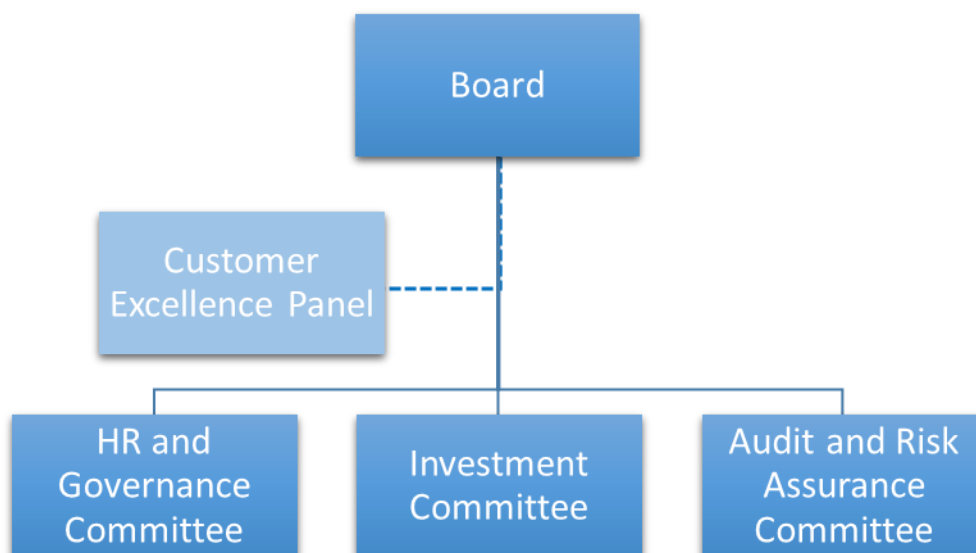 Board
Customer
Excellence Panel
HR and
Governance
Committee
Investment
Committee
Audit and Risk
Assurance
Committee